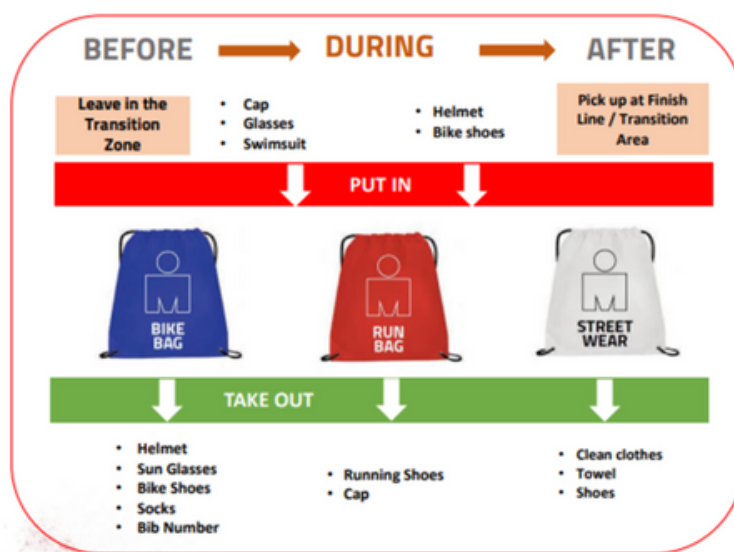 BEFORE
DURING
AFTER
Leave in the
Transition
Zone
• Cap
• Glasses
• Swimsuit
• Helmet
• Bike shoes
Pick up at Finish
Line / Transition
Area
PUT IN
BIKE
BAG
RUN
BAG
STREET
WEAR
TAKE OUT
• Helmet
• Sun Glasses
• Bike Shoes
• Socks
• Bib Number
• Running Shoes
• Cap
• Clean clothes
• Towel
• Shoes